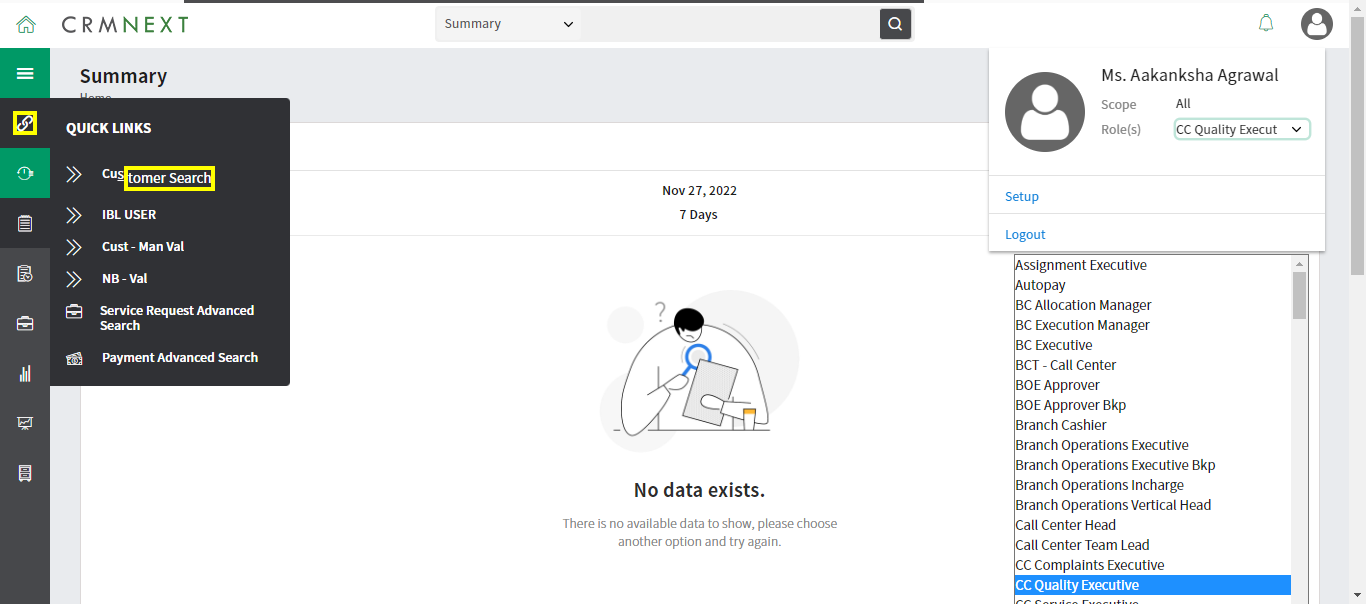 CRMNEXT
Summary
Summary
Home
QUICK LINKS
Customer Search
IBL USER
Cust - Man Val
NB - Val
Service Request Advanced
Search
Payment Advanced Search
Nov 27, 2022
7 Days
?
No data exists.
There is no available data to show, please choose
another option and try again.
Ms. Aakanksha Agrawal
Scope All
Role(s) CC Quality Execut
Setup
Logout
Assignment Executive
Autopay
BC Allocation Manager
BC Execution Manager
BC Executive
BCT - Call Center
BOE Approver
BOE Approver Bkp
Branch Cashier
Branch Operations Executive
Branch Operations Executive Bkp
Branch Operations Incharge
Branch Operations Vertical Head
Call Center Head
Call Center Team Lead
CC Complaints Executive
CC Quality Executive
CC Service Executive